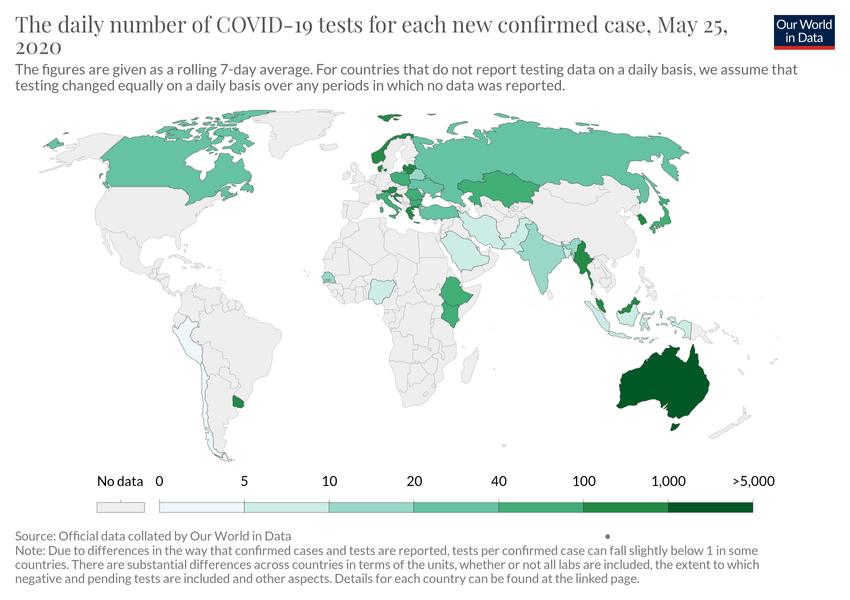 The daily number of COVID-19 tests for each new confirmed case, May 25,
2020
Our World
in Data
The figures are given as a rolling 7-day average. For countries that do not report testing data on a daily basis, we assume that
testing changed equally on a daily basis over any periods in which no data was reported.
No data 0 5 10 20 40 100 1,000 >5,000
Source: Official data collated by Our World in Data
Note: Due to differences in the way that confirmed cases and tests are reported, tests per confirmed case can fall slightly below 1 in some
countries. There are substantial differences across countries in terms of the units, whether or not all labs are included, the extent to which
negative and pending tests are included and other aspects. Details for each country can be found at the linked page.